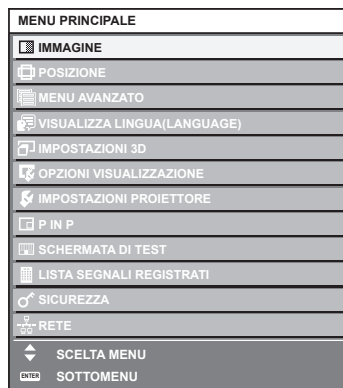 MENU PRINCIPALE
IMMAGINE
POSIZIONE
MENU AVANZATO
VISUALIZZA LINGUA(LANGUAGE)
IMPOSTAZIONI 3D
OPZIONI VISUALIZZAZIONE
IMPOSTAZIONI PROIETTORE
P IN P
SCHERMATA DI TEST
LISTA SEGNALI REGISTRATI
SICUREZZA
RETE
SCELTA MENU
ENTER SOTTOMENU